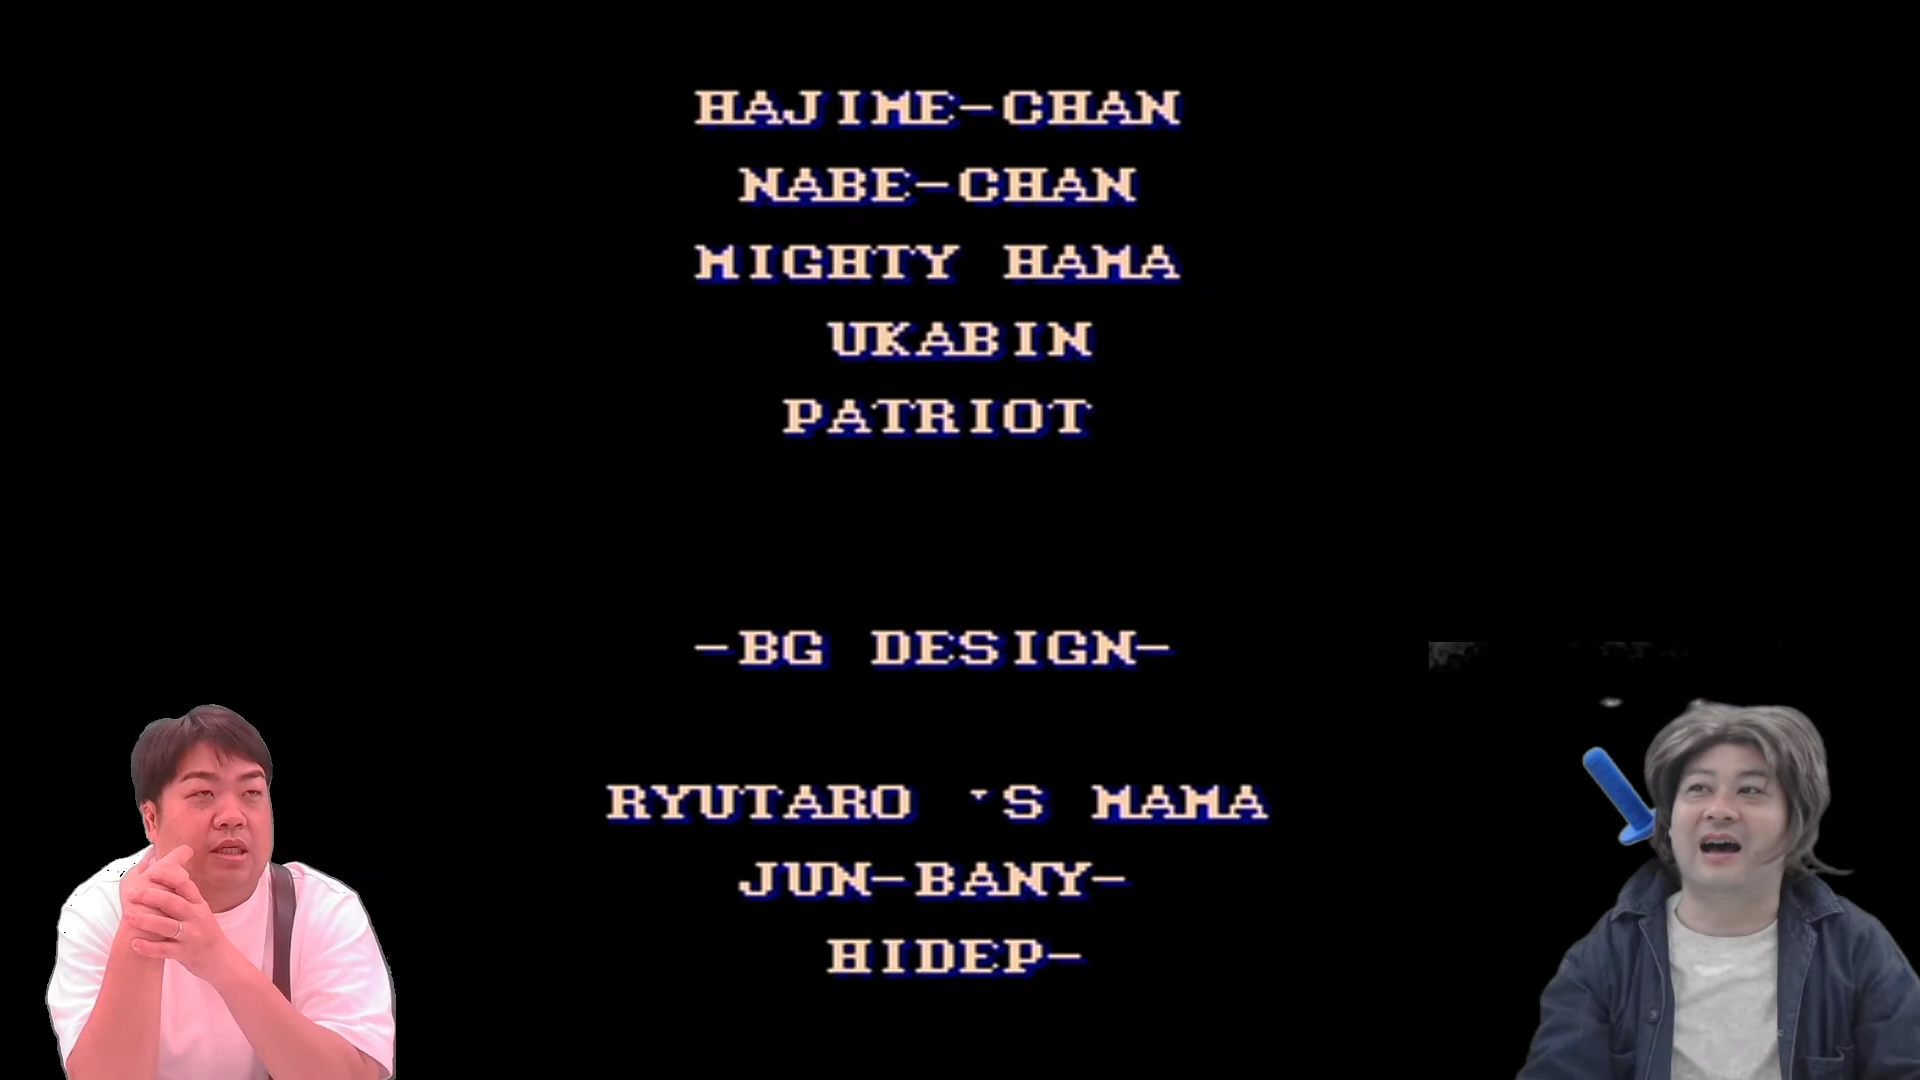 HAJIME-CHAN
NABE-CHAN
MIGHTY HAMA
UKABIN
PATRIOT
-BG DESIGN-
RYUTARO 'S MAMA
JUN-BANY-
HIDEP-